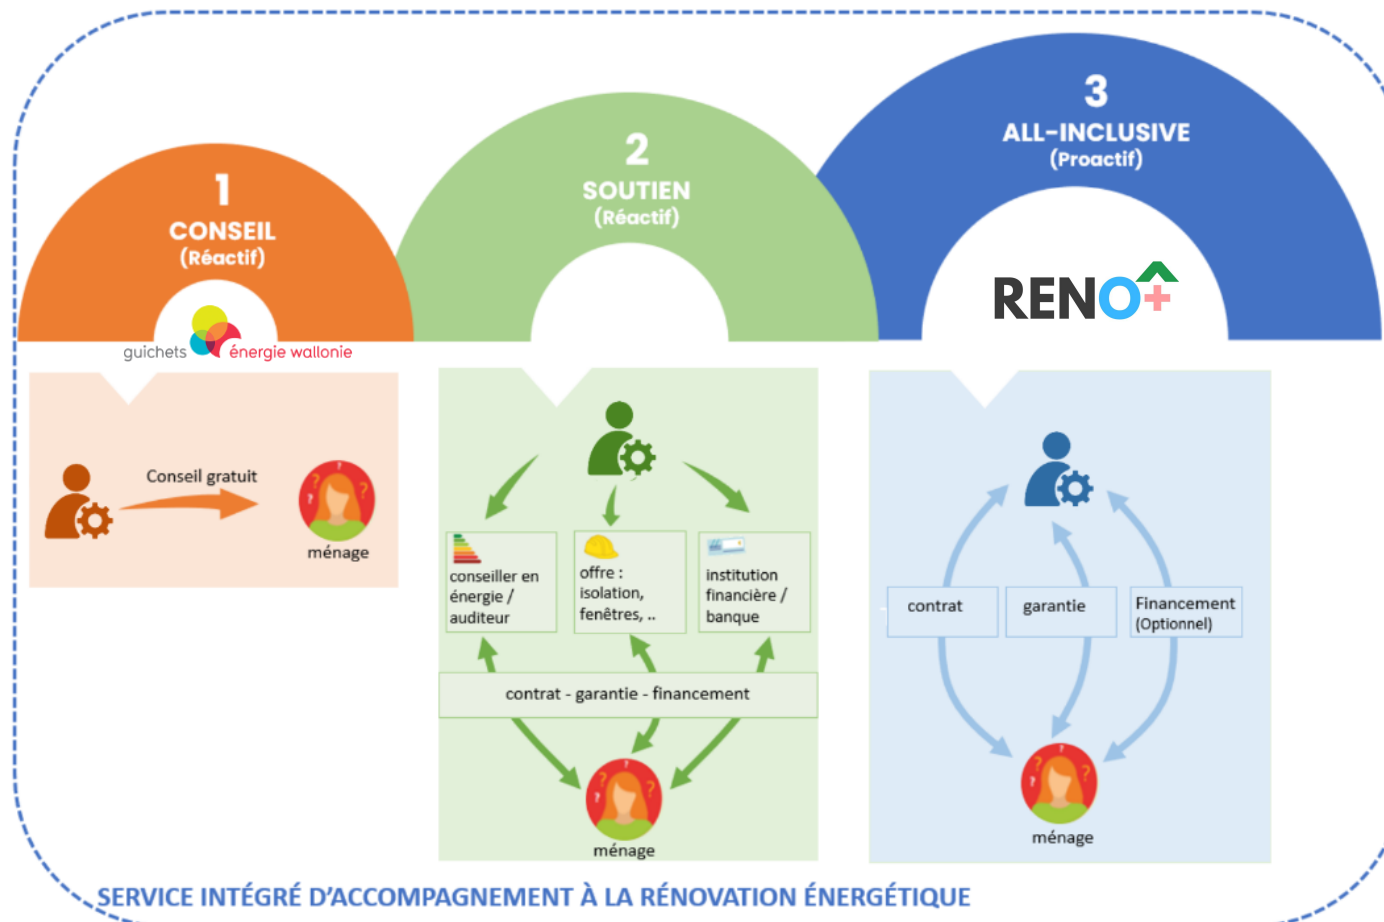 1
CONSEIL
(Réactif)
guichets énergie wallonie
2
SOUTIEN
(Réactif)
3
ALL-INCLUSIVE
(Proactif)
RENO+
Conseil gratuit
? ? ? ?
ménage
conseiller en
énergie /
auditeur
offre :
isolation,
fenêtres, ..
institution
financière /
banque
contrat - garantie - financement
? ? ? ?
ménage
contrat
garantie
Financement
(Optionnel)
? ? ? ?
ménage
SERVICE INTÉGRÉ D'ACCOMPAGNEMENT À LA RÉNOVATION ÉNERGÉTIQUE